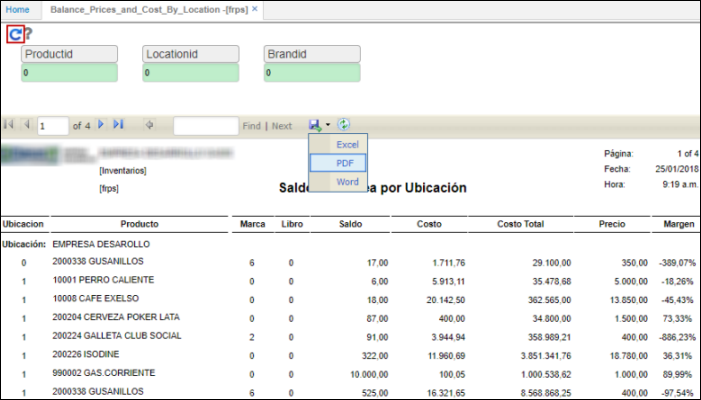 Home Balance_Prices_and_Cost_By_Location -[frps] ×
?
Productid Locationid Brandid
0 0 0
1 of 4 Find | Next
Excel
PDF
Word
Página: 1 of 4
[Inventarios] Fecha: 25/01/2018
[frps] Hora: 9:19 a.m.
por Ubicación
Ubicacion Producto Marca Libro Saldo Costo Costo Total Precio Margen
Ubicación: EMPRESA DESAROLLO
0 2000338 GUSANILLOS 6 0 17,00 1.711,76 29.100,00 350,00 -389,07%
1 10001 PERRO CALIENTE 0 0 6,00 5.913,11 35.478,68 5.000,00 -18,26%
1 10008 CAFE EXELSO 0 0 18,00 20.142,50 362.565,00 13.850,00 -45,43%
1 200204 CERVEZA POKER LATA 0 0 87,00 400,00 34.800,00 1.500,00 73,33%
1 200224 GALLETA CLUB SOCIAL 2 0 91,00 3.944,94 358.989,21 400,00 -886,23%
1 200226 ISODINE 0 0 322,00 11.960,69 3.851.341,76 18.780,00 36,31%
1 990002 GAS.CORRIENTE 0 0 10.000,00 100,05 1.000.538,62 1.000,00 89,99%
1 2000338 GUSANILLOS 6 0 525,00 16.321,65 8.568.868,25 400,00 -97,54%